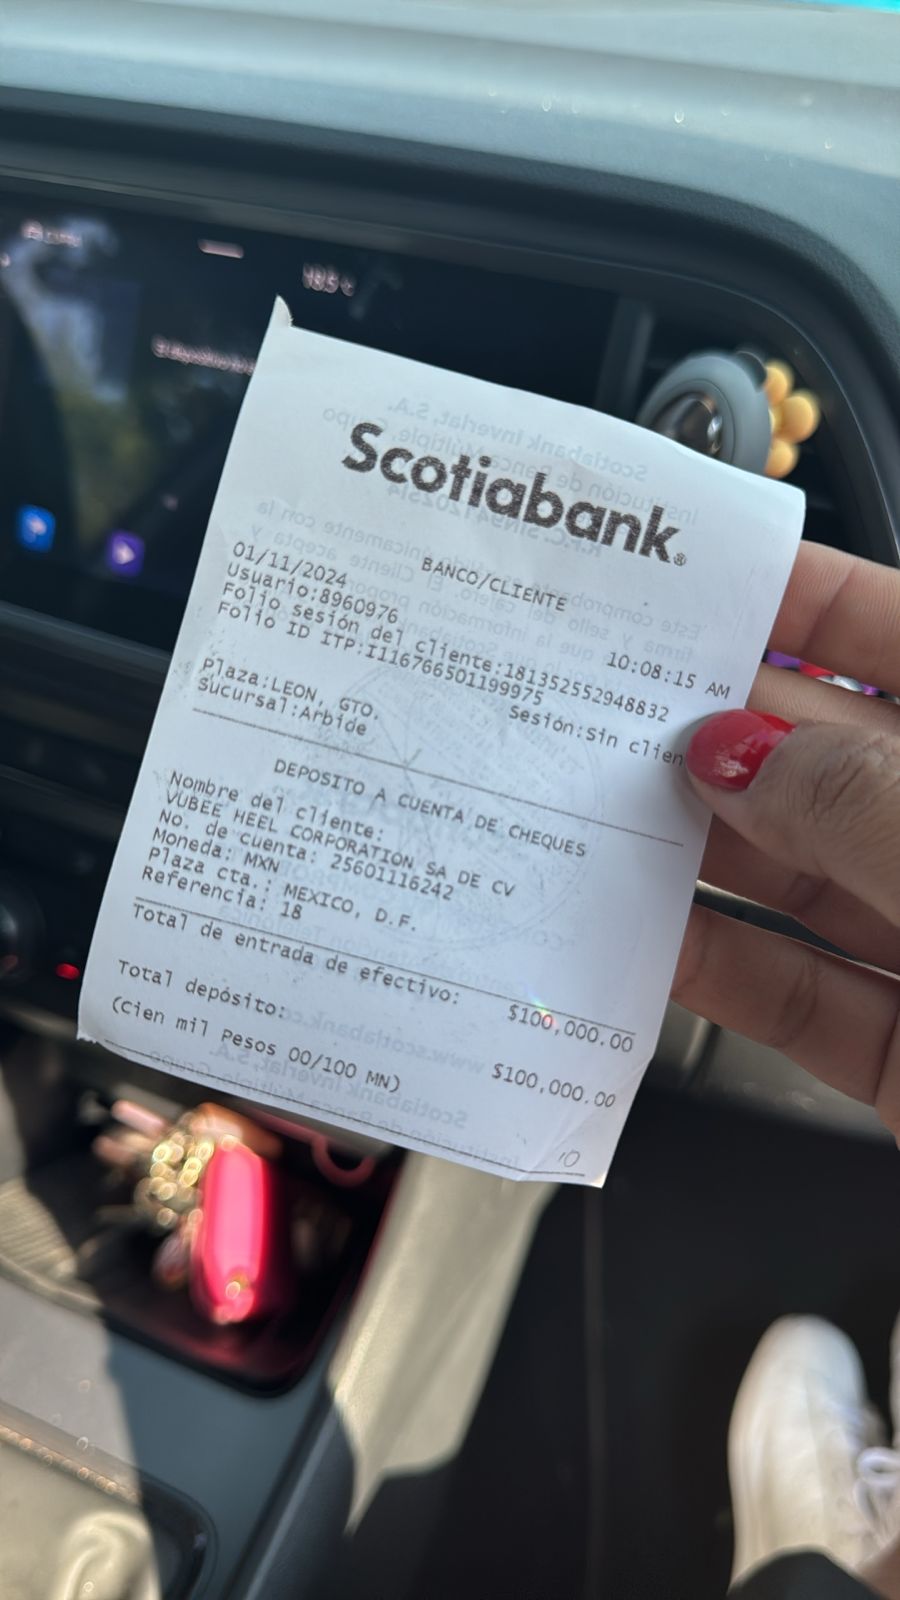 Scotiabank®
BANCO/CLIENTE
01/11/2024 10:08:15 AM
Usuario:8960976
Folio sesión del cliente:181352552948832
Folio ID ITP:I116766501199975
Sesión:Sin clien
Plaza:LEON, GTO.
Sucursal:Arbide
DEPOSITO A CUENTA DE CHEQUES
Nombre del cliente:
VUBEE HEEL CORPORATION SA DE CV
No. de cuenta: 25601116242
Moneda: MXN
Plaza cta.: MEXICO, D.F.
Referencia: 18
Total de entrada de efectivo: $100,000.00
Total depósito: $100,000.00
(Cien mil Pesos 00/100 MN)